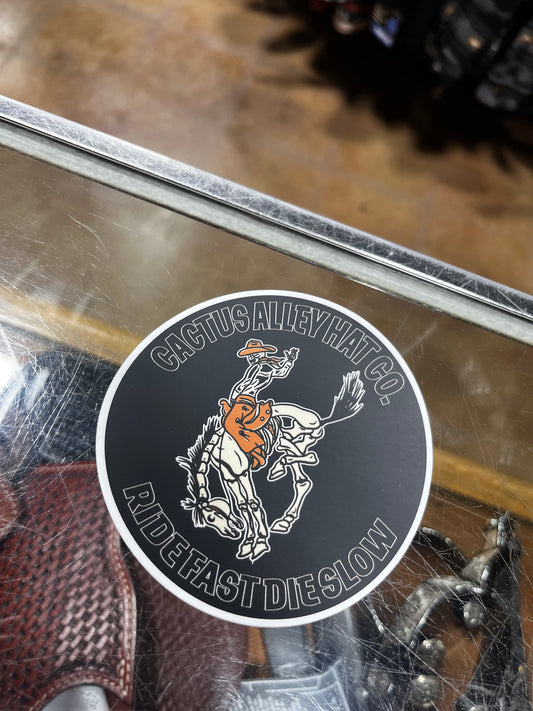 CACTUS ALLEY HAT CO.
RIDE FAST DIE SLOW